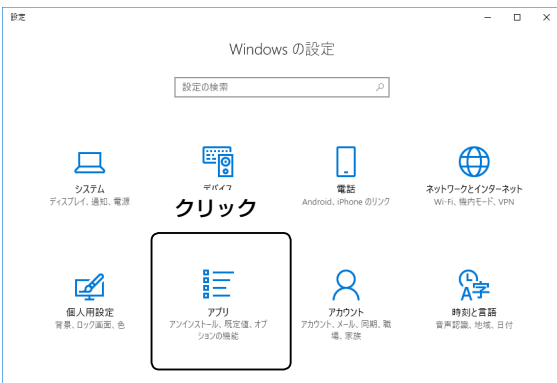 設定
Windows の設定
設定の検索
システム
ディスプレイ、通知、電源
デバイス
電話
Android、iPhone のリンク
ネットワークとインターネット
Wi-Fi、機内モード、VPN
クリック
個人用設定
背景、ロック画面、色
アプリ
アンインストール、既定値、オプ
ションの機能
アカウント
アカウント、メール、同期、職
場、家族
時刻と言語
音声認識、地域、日付